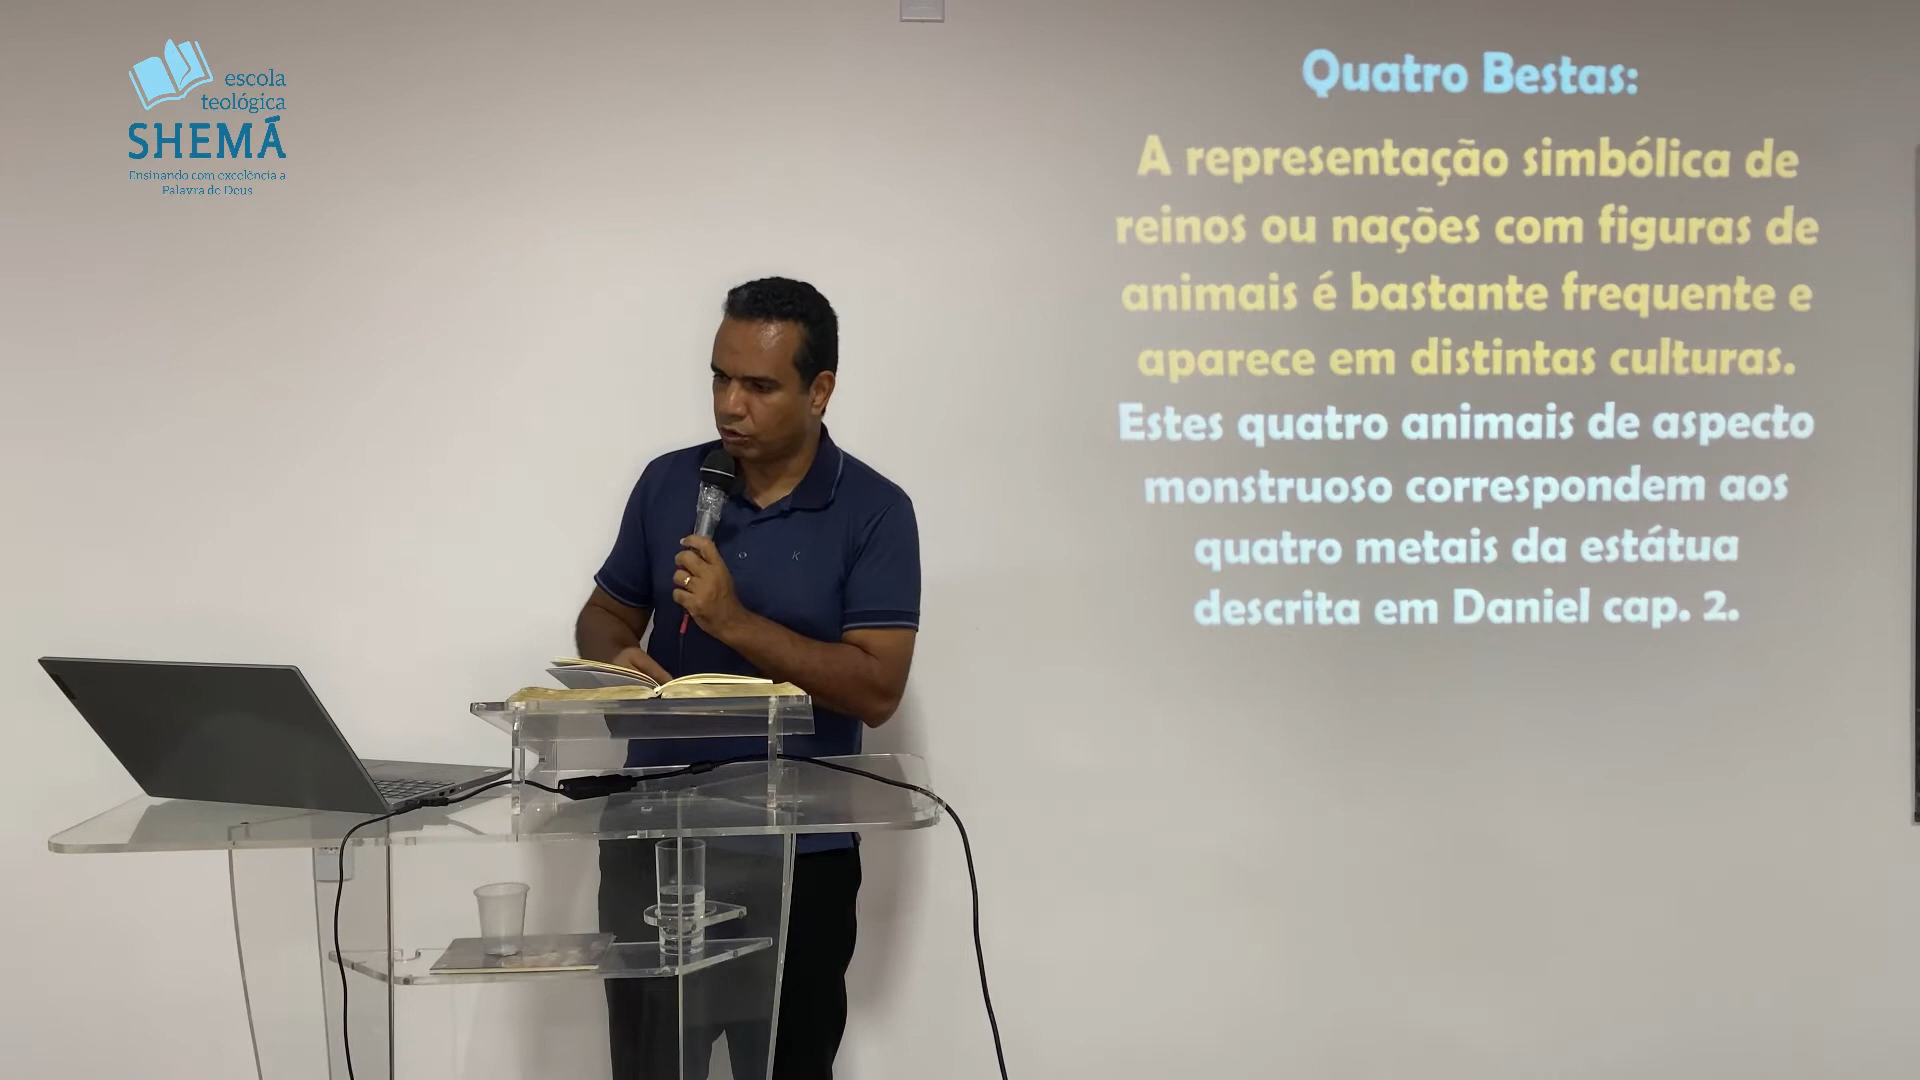 escola
teológica
SHEMÁ
Ensinando com excelência a
Palavra de Deus
Quatro Bestas:
A representação simbólica de
reinos ou nações com figuras de
animais é bastante frequente e
aparece em distintas culturas.
Estes quatro animais de aspecto
monstruoso correspondem aos
quatro metais da estátua
descrita em Daniel cap. 2.
K